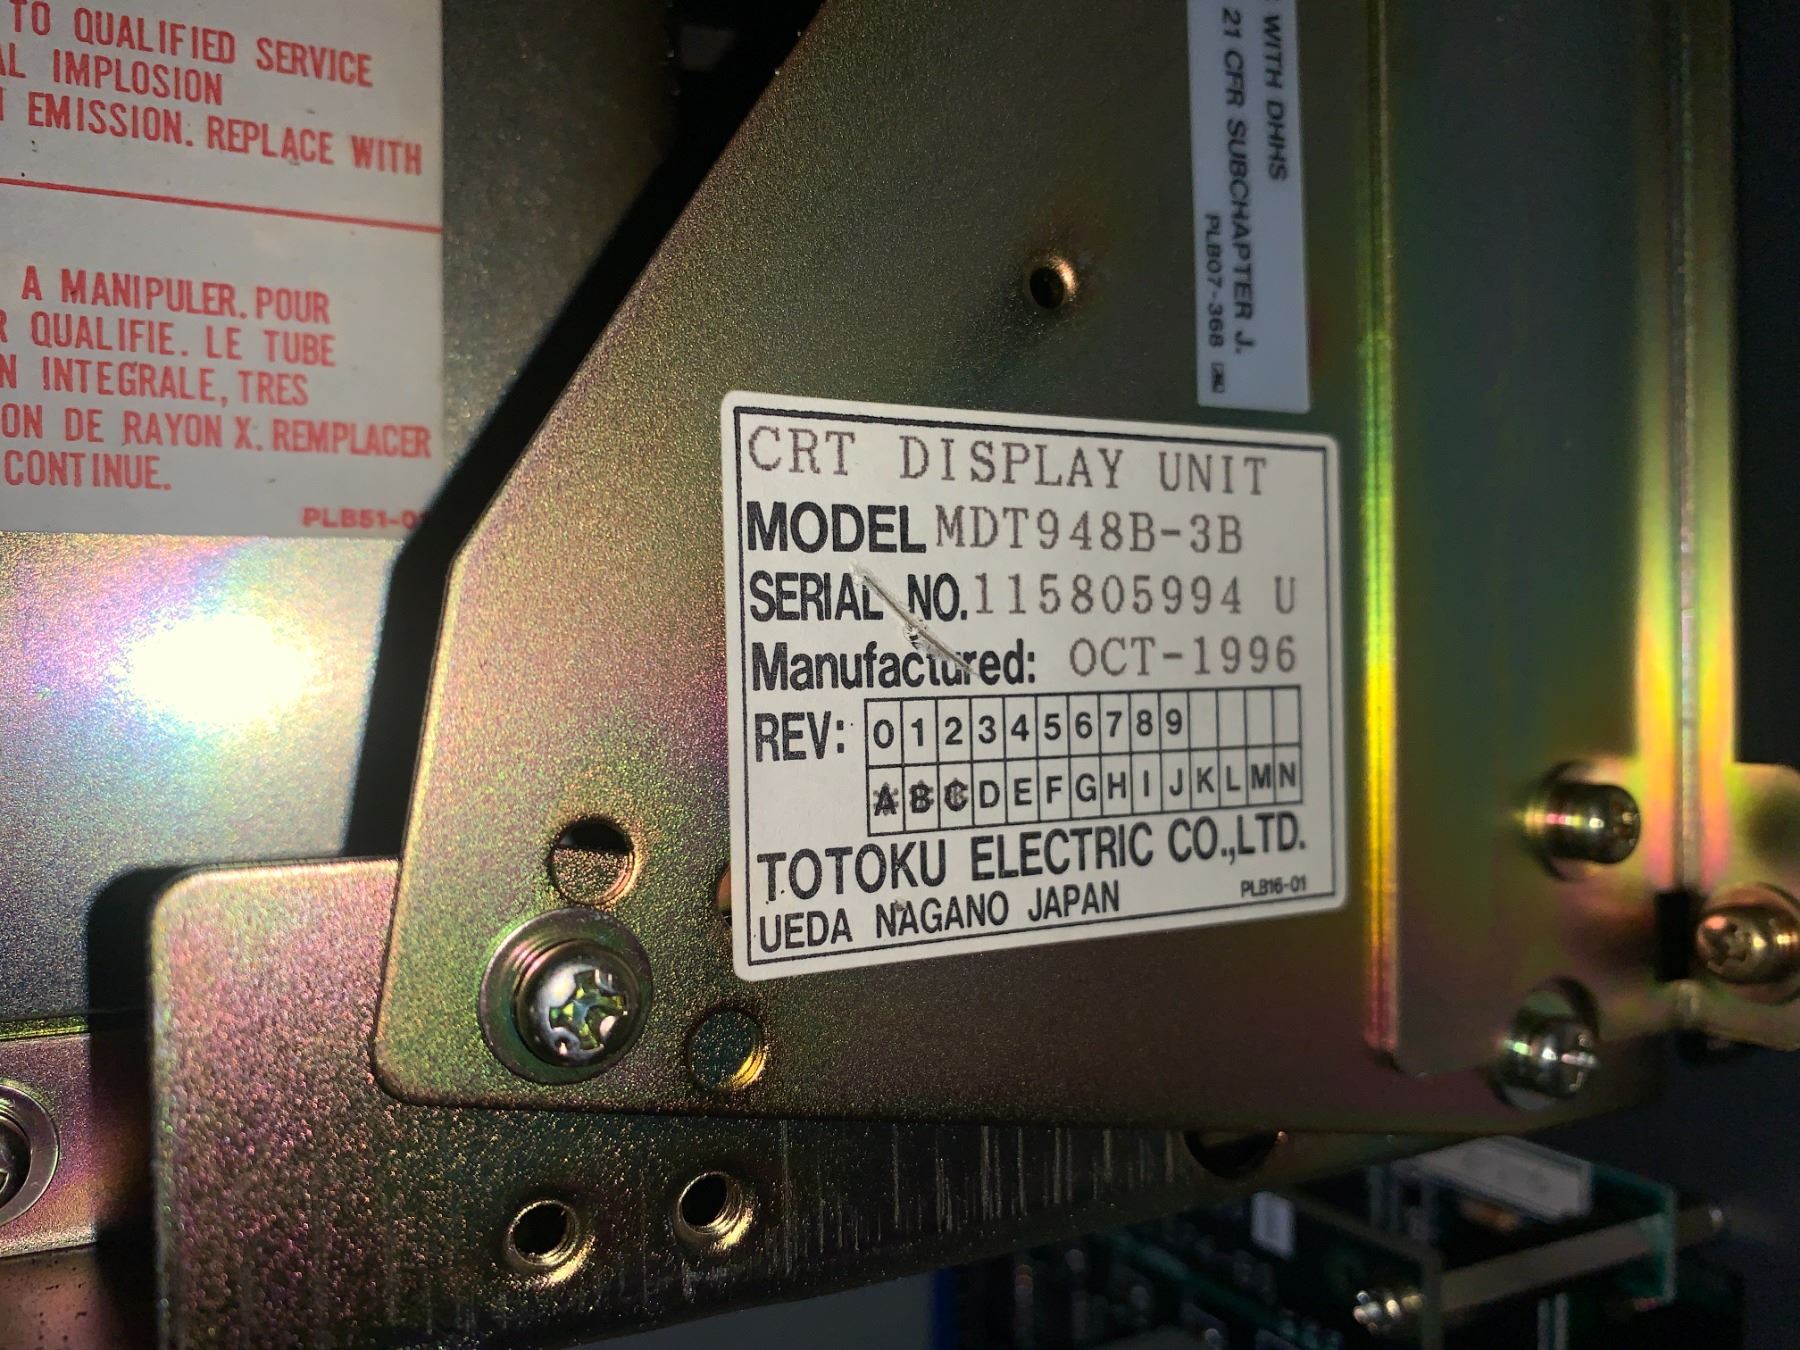 TO QUALIFIED SERVICE
AL IMPLOSION
EMISSION. REPLACE WITH
A MANIPULER. POUR
R QUALIFIE. LE TUBE
N INTEGRALE, TRES
ON DE RAYON X. REMPLACER
CONTINUE.
PLB51-0
WITH DHHS
21 CFR SUBCHAPTER J.
PLB07-368
CRT DISPLAY UNIT
MODEL MDT948B-3B
SERIAL NO. 115805994 U
Manufactured: OCT-1996
REV: 0 1 2 3 4 5 6 7 8 9
A B C D E F G H I J K L M N
TOTOKU ELECTRIC CO.,LTD.
UEDA NAGANO JAPAN PLB16-01